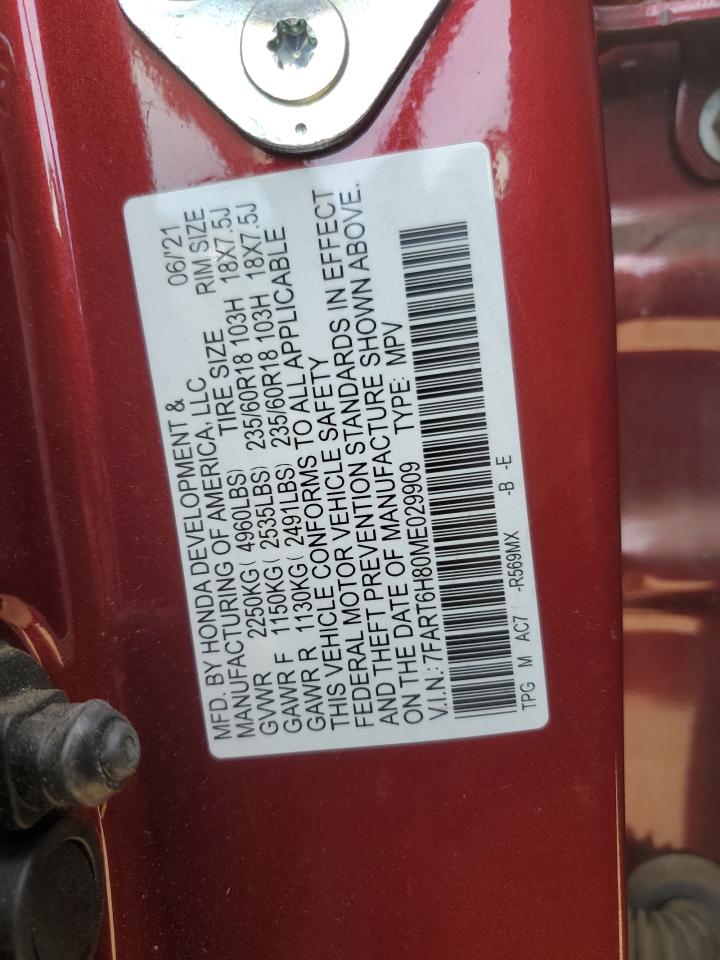 MFD. BY HONDA DEVELOPMENT & 06/'21
MANUFACTURING OF AMERICA, LLC TIRE SIZE RIM SIZE
GVWR 2250KG( 4960LBS) 235/60R18 103H 18X7.5J
GAWR F 1150KG( 2535LBS) 235/60R18 103H 18X7.5J
GAWR R 1130KG( 2491LBS)
THIS VEHICLE CONFORMS TO ALL APPLICABLE
FEDERAL MOTOR VEHICLE SAFETY
AND THEFT PREVENTION STANDARDS IN EFFECT
ON THE DATE OF MANUFACTURE SHOWN ABOVE.
V.I.N.: 7FART6H80ME029909 TYPE: MPV
TPG M AC7 -R569MX -B -E